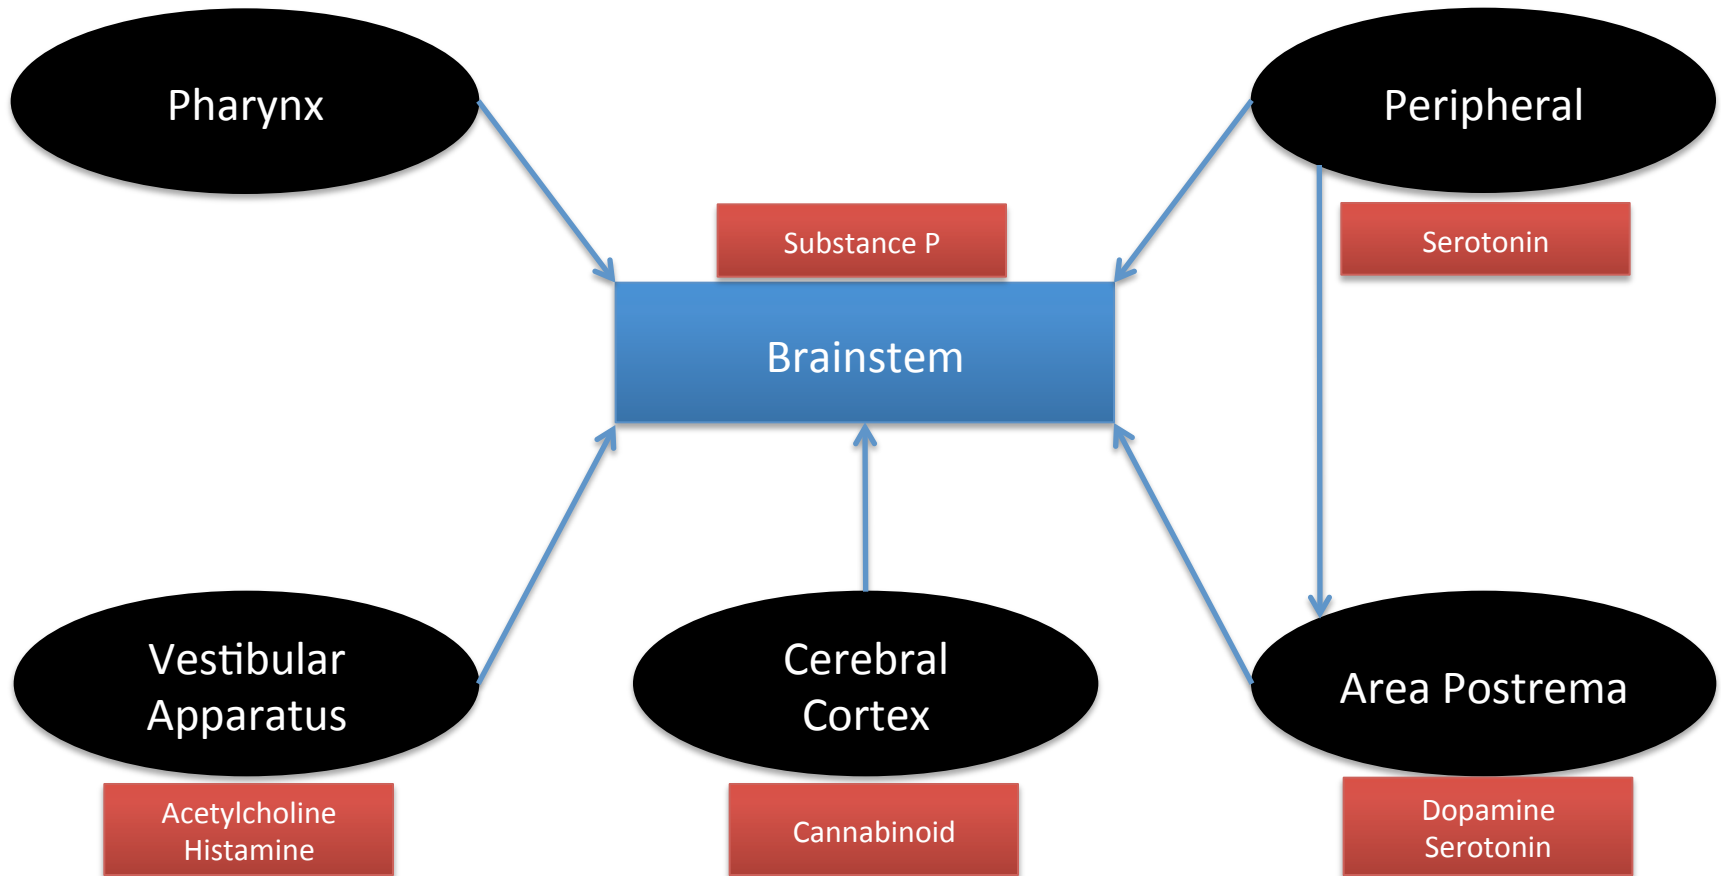 Pharynx
Peripheral
Substance P
Serotonin
Brainstem
Vestibular
Apparatus
Cerebral
Cortex
Area Postrema
Acetylcholine
Histamine
Cannabinoid
Dopamine
Serotonin